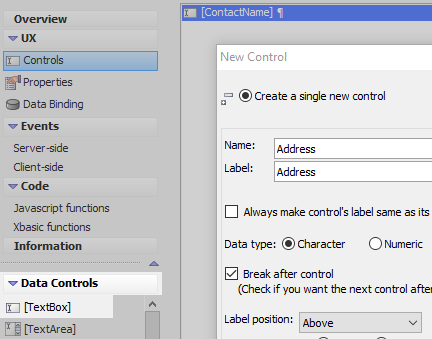 Overview
UX
Controls
Properties
Data Binding
Events
Server-side
Client-side
Code
Javascript functions
Xbasic functions
Information
Data Controls
[TextBox]
[TextArea]
[ContactName] ¶
New Control
Create a single new control
Name: Address
Label: Address
Always make control's label same as its
Data type: Character Numeric
Break after control
(Check if you want the next control after
Label position: Above